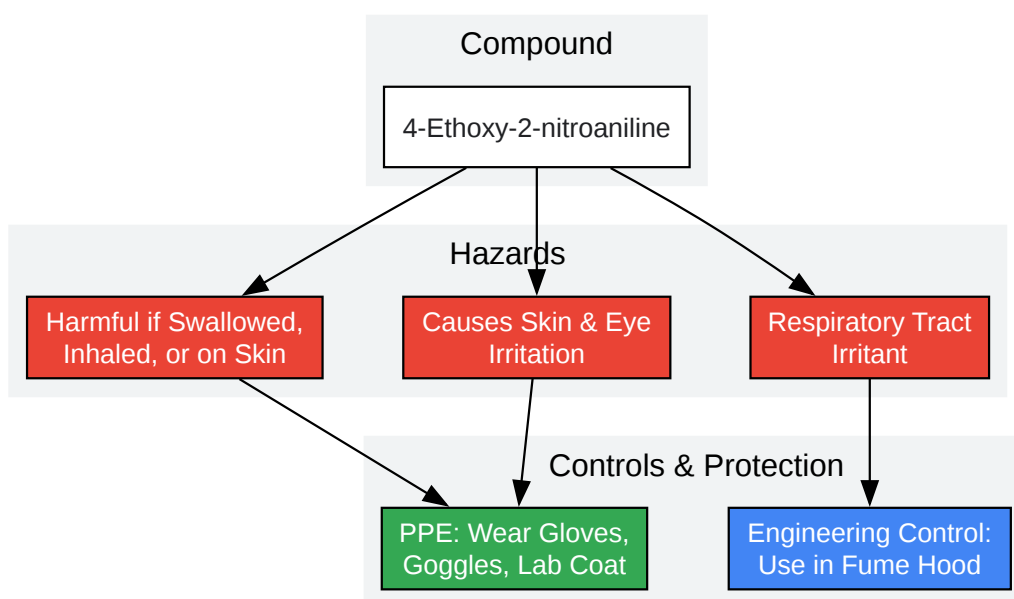 Compound
4-Ethoxy-2-nitroaniline
Hazards
Harmful if Swallowed,
Inhaled, or on Skin
Causes Skin & Eye
Irritation
Respiratory Tract
Irritant
Controls & Protection
PPE: Wear Gloves,
Goggles, Lab Coat
Engineering Control:
Use in Fume Hood